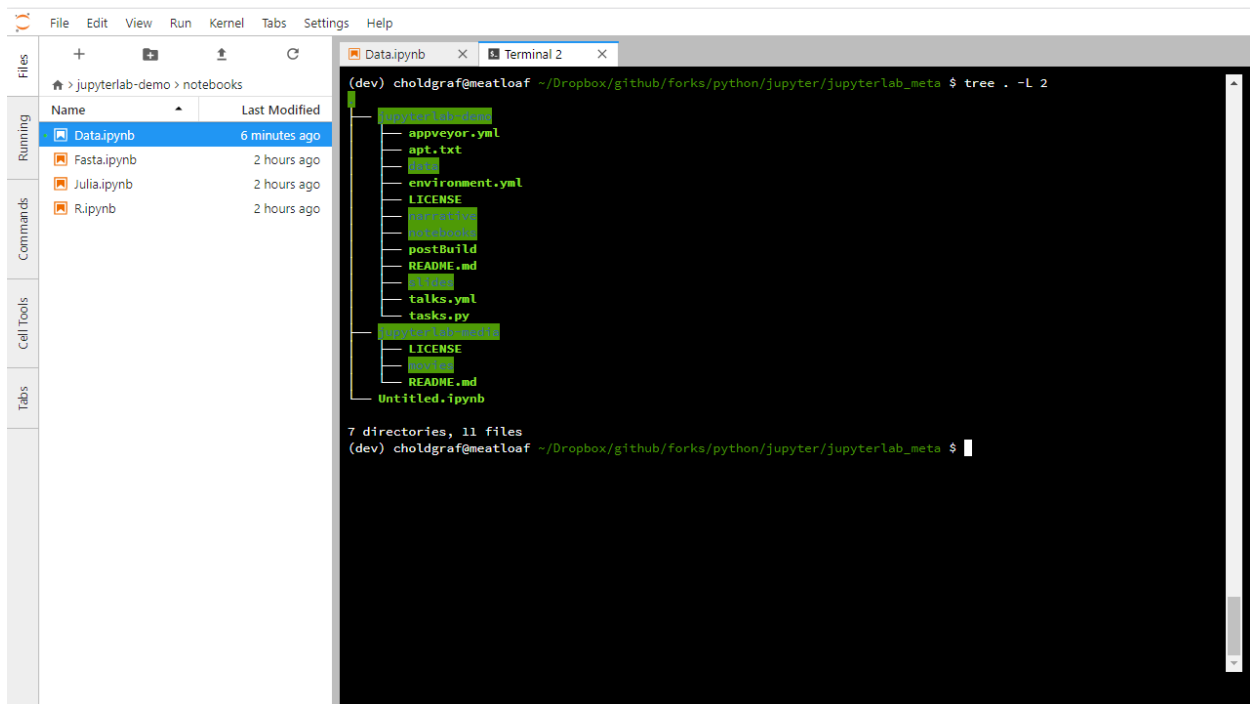 File Edit View Run Kernel Tabs Settings Help
Files
Running
Commands
Cell Tools
Tabs
> jupyterlab-demo > notebooks
Name Last Modified
Data.ipynb 6 minutes ago
Fasta.ipynb 2 hours ago
Julia.ipynb 2 hours ago
R.ipynb 2 hours ago
Data.ipynb Terminal 2
(dev) choldgraf@meatloaf ~/Dropbox/github/forks/python/jupyter/jupyterlab_meta $ tree . -L 2
.
├── jupyterlab-demo
│   ├── appveyor.yml
│   ├── apt.txt
│   ├── data
│   ├── environment.yml
│   ├── LICENSE
│   ├── narrative
│   ├── notebooks
│   ├── postBuild
│   ├── README.md
│   ├── slides
│   ├── talks.yml
│   └── tasks.py
├── jupyterlab-media
│   ├── LICENSE
│   ├── movies
│   └── README.md
└── Untitled.ipynb
7 directories, 11 files
(dev) choldgraf@meatloaf ~/Dropbox/github/forks/python/jupyter/jupyterlab_meta $